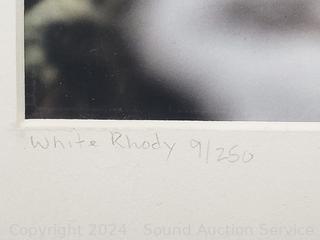 White Rhody 9/250
Copyright 2024 - Sound Auction Service